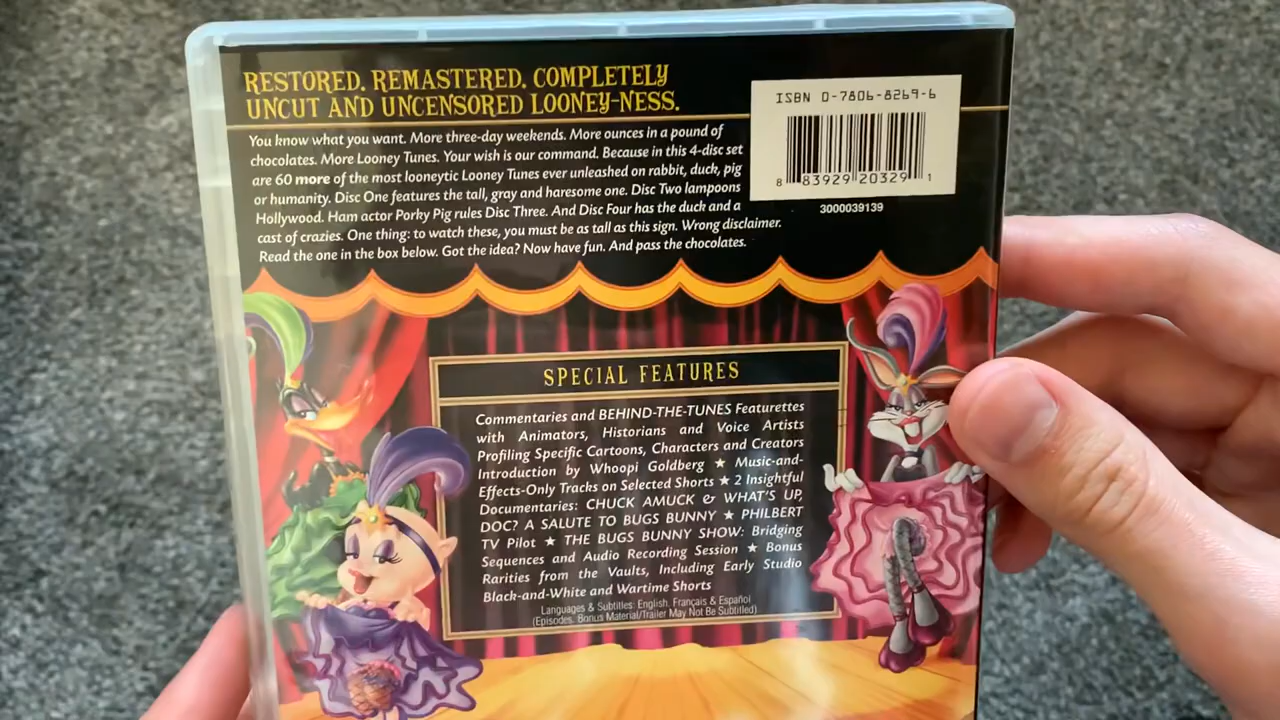 RESTORED. REMASTERED. COMPLETELY
UNCUT AND UNCENSORED LOONEY-NESS.
You know what you want. More three-day weekends. More ounces in a pound of
chocolates. More Looney Tunes. Your wish is our command. Because in this 4-disc set
are 60 more of the most looneytic Looney Tunes ever unleashed on rabbit, duck, pig
or humanity. Disc One features the tall, gray and haresome one. Disc Two lampoons
Hollywood. Ham actor Porky Pig rules Disc Three. And Disc Four has the duck and a
cast of crazies. One thing: to watch these, you must be as tall as this sign. Wrong disclaimer.
Read the one in the box below. Got the idea? Now have fun. And pass the chocolates.
ISBN 0-7806-8269-6
8 83929 20329 1
3000039139
SPECIAL FEATURES
Commentaries and BEHIND-THE-TUNES Featurettes
with Animators, Historians and Voice Artists
Profiling Specific Cartoons, Characters and Creators
Introduction by Whoopi Goldberg ★ Music-and-
Effects-Only Tracks on Selected Shorts ★ 2 Insightful
Documentaries: CHUCK AMUCK & WHAT'S UP,
DOC? A SALUTE TO BUGS BUNNY ★ PHILBERT
TV Pilot ★ THE BUGS BUNNY SHOW: Bridging
Sequences and Audio Recording Session ★ Bonus
Rarities from the Vaults, Including Early Studio
Black-and-White and Wartime Shorts
Languages & Subtitles: English, Français & Español
(Episodes. Bonus Material/Trailer May Not Be Subtitled)